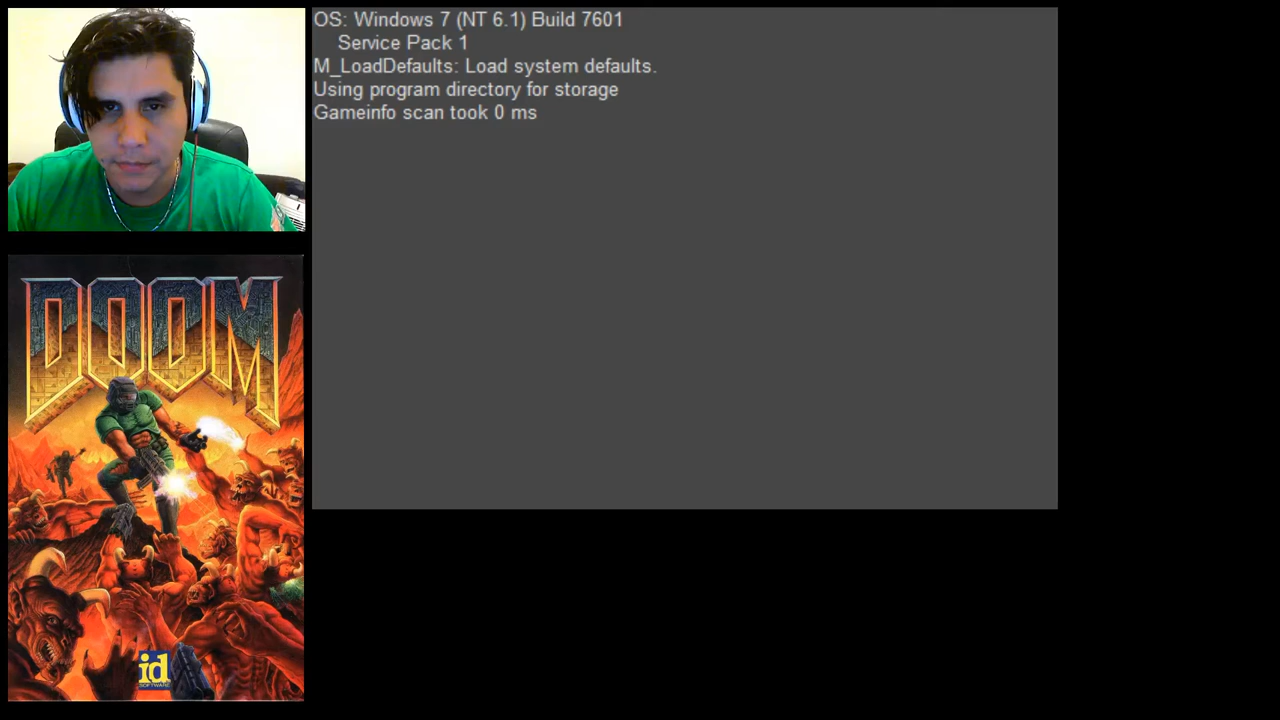 OS: Windows 7 (NT 6.1) Build 7601
Service Pack 1
M_LoadDefaults: Load system defaults.
Using program directory for storage
Gameinfo scan took 0 ms
DOOM
id
SOFTWARE